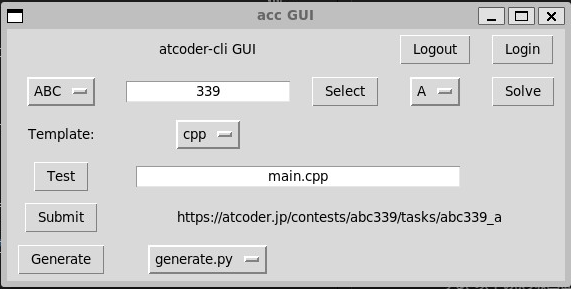 acc GUI
atcoder-cli GUI Logout Login
ABC 339 Select A Solve
Template: cpp
Test main.cpp
Submit https://atcoder.jp/contests/abc339/tasks/abc339_a
Generate generate.py